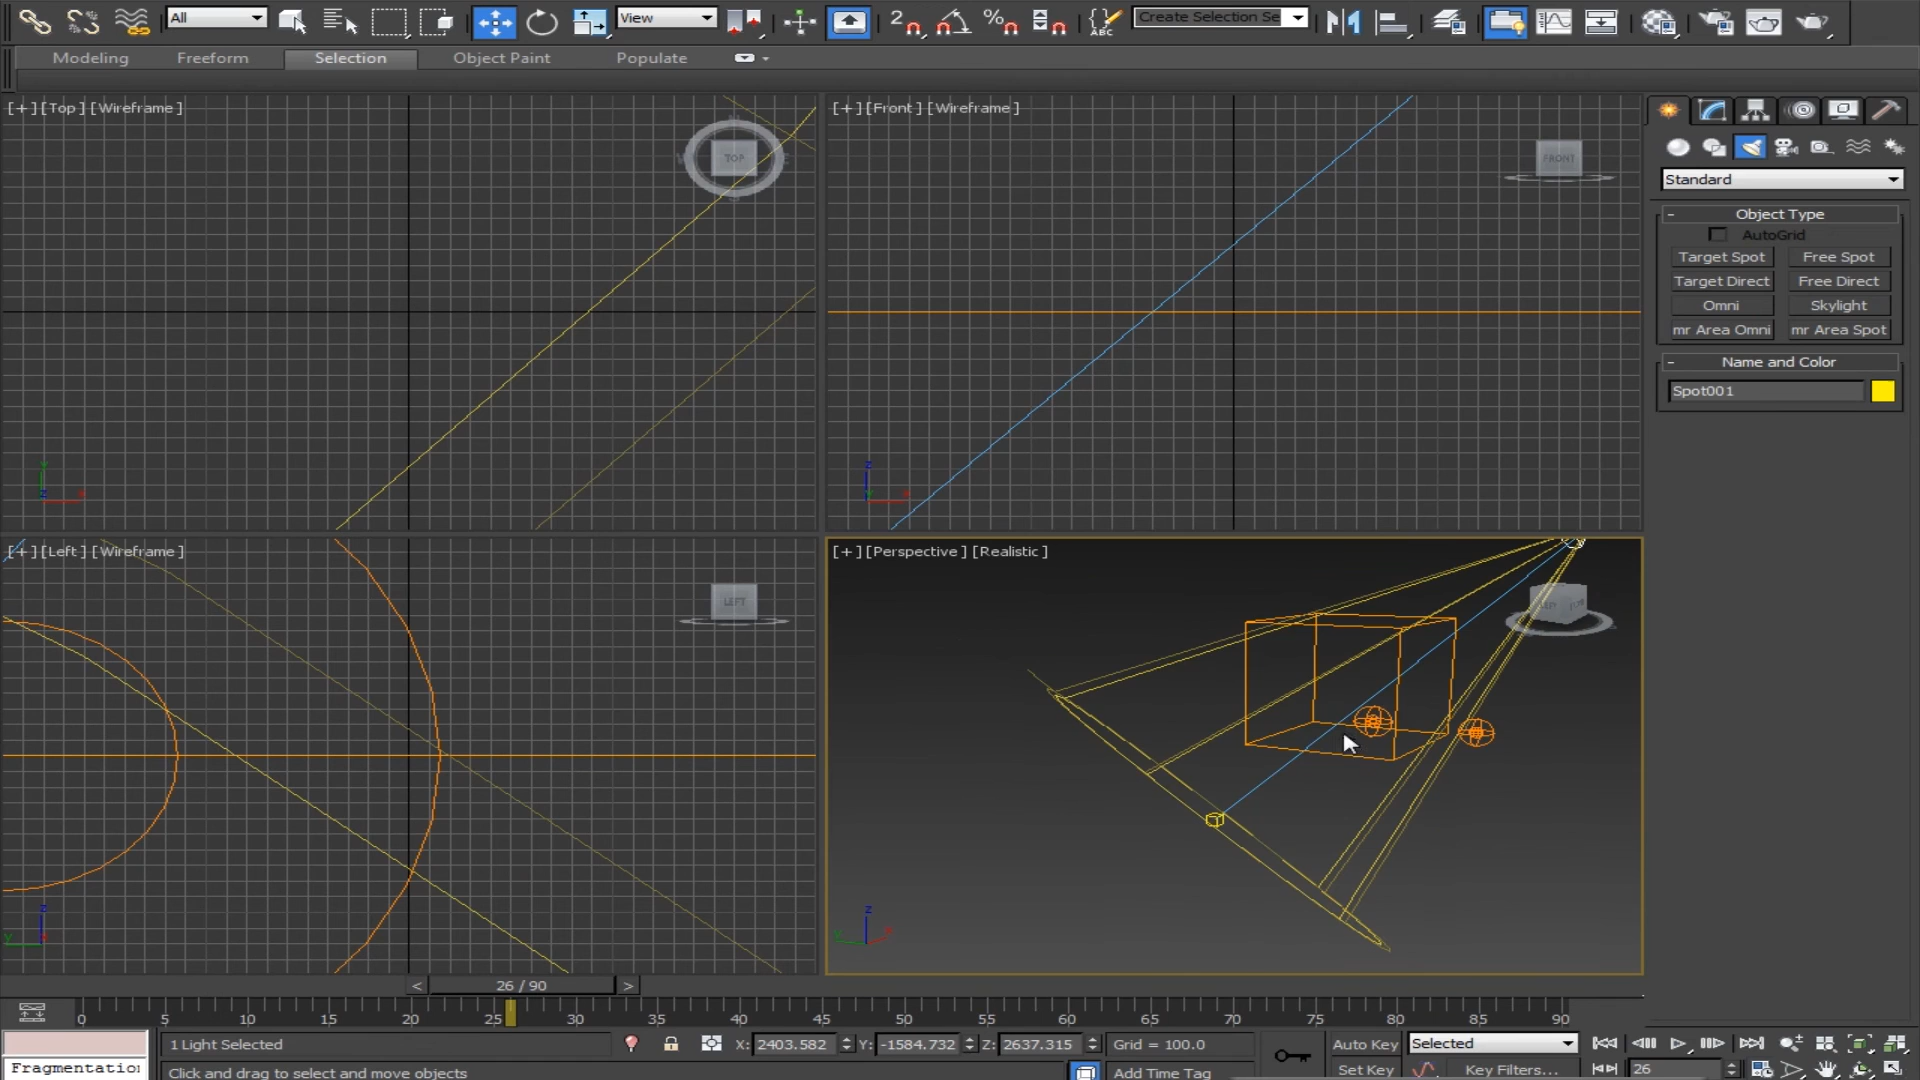 All
View
2
%
ABC
Create Selection Se
Modeling
Freeform
Selection
Object Paint
Populate
[+][Top][Wireframe]
TOP
[+][Front][Wireframe]
FRONT
Standard
- Object Type
AutoGrid
Target Spot
Free Spot
Target Direct
Free Direct
Omni
Skylight
mr Area Omni
mr Area Spot
- Name and Color
Spot001
[+][Left][Wireframe]
LEFT
[+][Perspective][Realistic]
< 26 / 90 >
0 5 10 15 20 25 30 35 40 45 50 55 60 65 70 75 80 85 90
1 Light Selected
X: 2403.582
Y: -1584.732
Z: 2637.315
Grid = 100.0
Auto Key
Selected
Fragmentatio
Click and drag to select and move objects
Add Time Tag
Set Key
Key Filters...
26